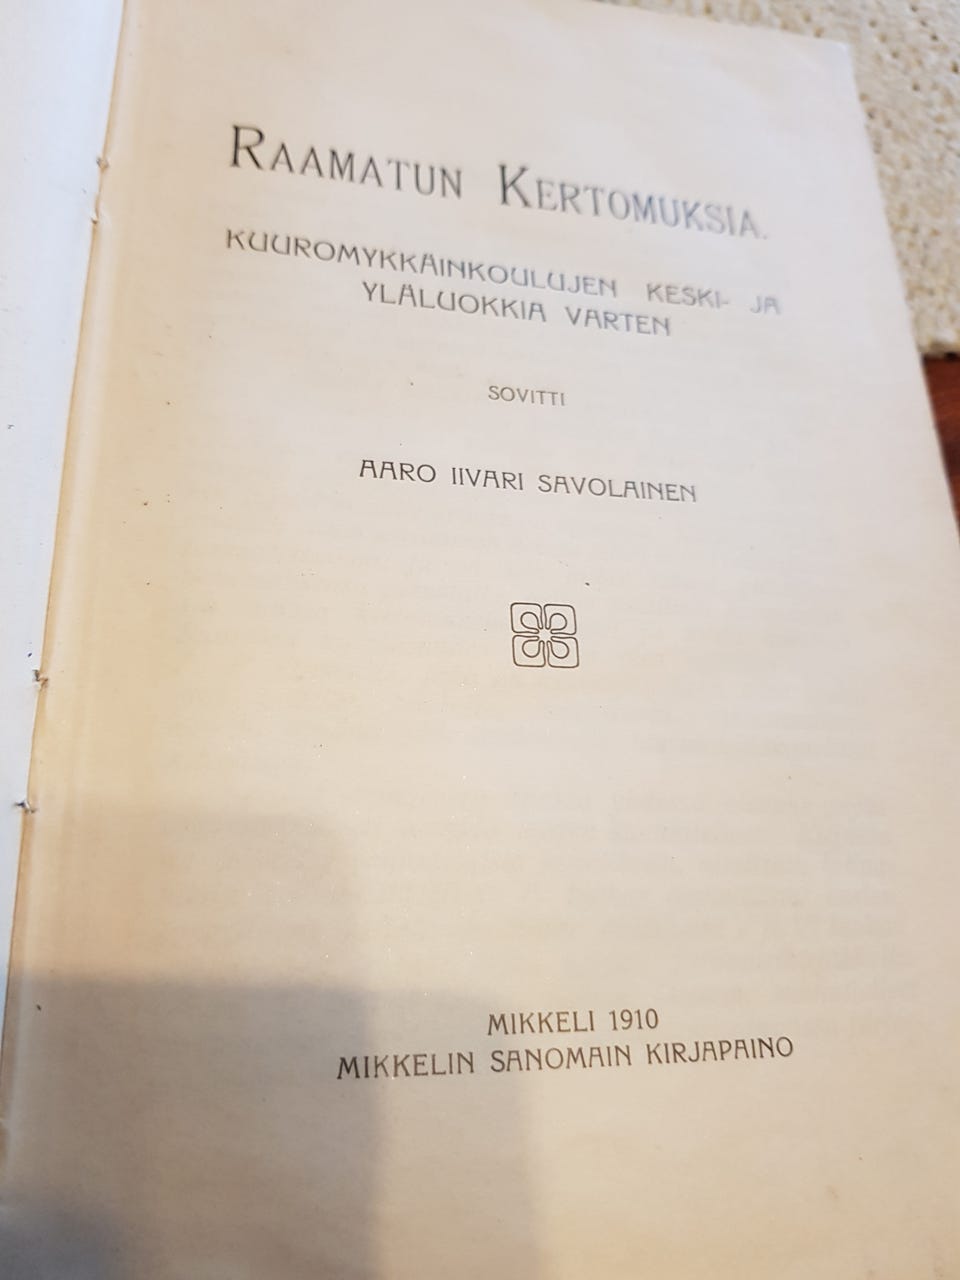 RAAMATUN KERTOMUKSIA.
KUUROMYKKÄINKOULUJEN KESKI- JA
YLÄLUOKKIA VARTEN
SOVITTI
AARO IIVARI SAVOLAINEN
MIKKELI 1910
MIKKELIN SANOMAIN KIRJAPAINO